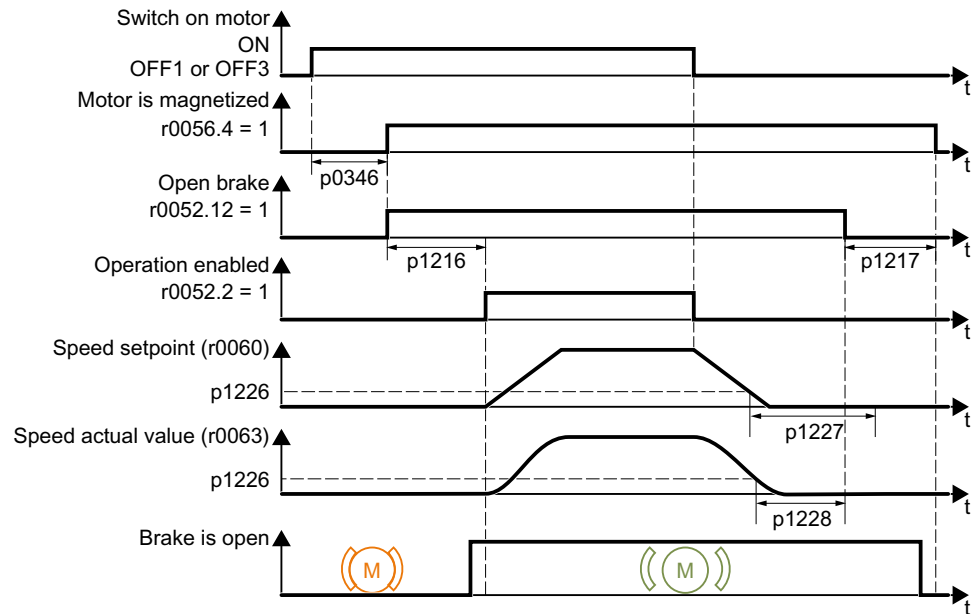 Switch on motor
ON
OFF1 or OFF3
t
Motor is magnetized
r0056.4 = 1
t
p0346
Open brake
r0052.12 = 1
t
p1216
p1217
Operation enabled
r0052.2 = 1
t
Speed setpoint (r0060)
p1226
t
p1227
Speed actual value (r0063)
p1226
t
p1228
Brake is open
M
M
t